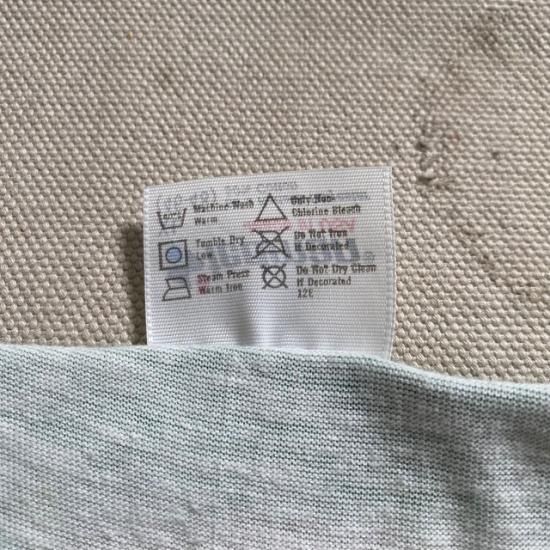 Machine Wash
Warm
Only Non-
Chlorine Bleach
Tumble Dry
Low
Do Not Iron
If Decorated
Steam Press
Warm Iron
Do Not Dry Clean
If Decorated
12E